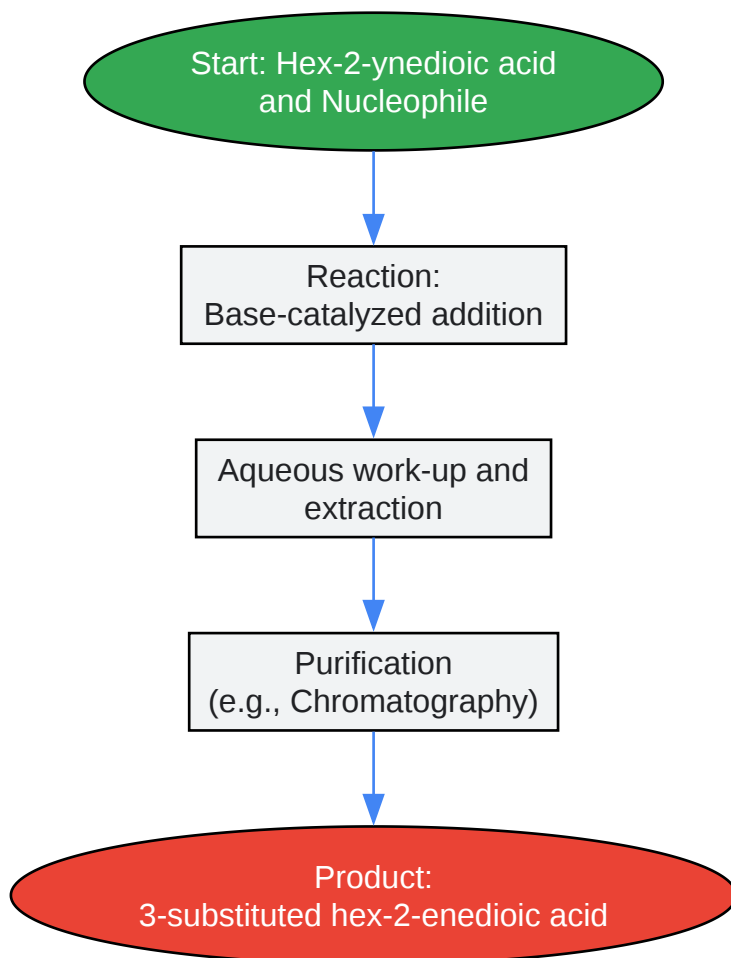 Start: Hex-2-ynedioic acid
and Nucleophile
Reaction:
Base-catalyzed addition
Aqueous work-up and
extraction
Purification
(e.g., Chromatography)
Product:
3-substituted hex-2-enedioic acid